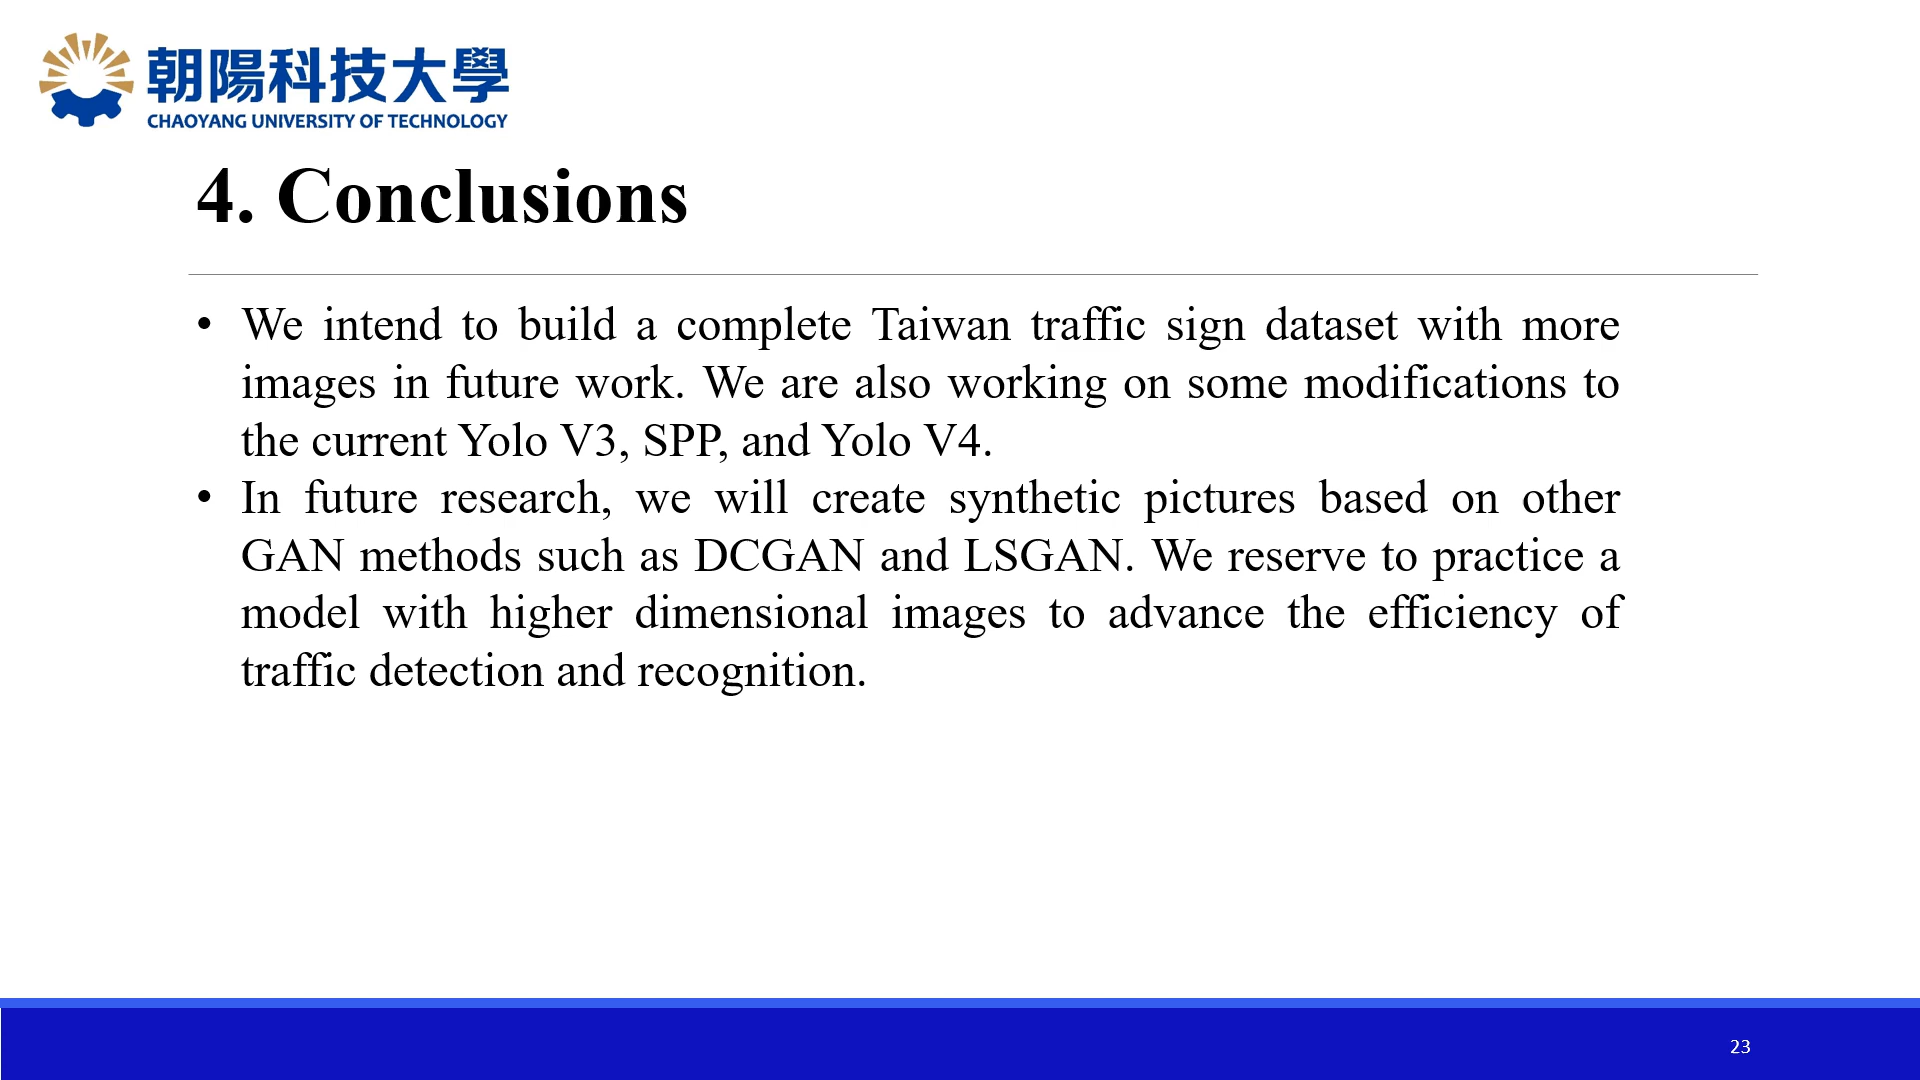 朝陽科技大學
CHAOYANG UNIVERSITY OF TECHNOLOGY
4. Conclusions
• We intend to build a complete Taiwan traffic sign dataset with more
images in future work. We are also working on some modifications to
the current Yolo V3, SPP, and Yolo V4.
• In future research, we will create synthetic pictures based on other
GAN methods such as DCGAN and LSGAN. We reserve to practice a
model with higher dimensional images to advance the efficiency of
traffic detection and recognition.
23